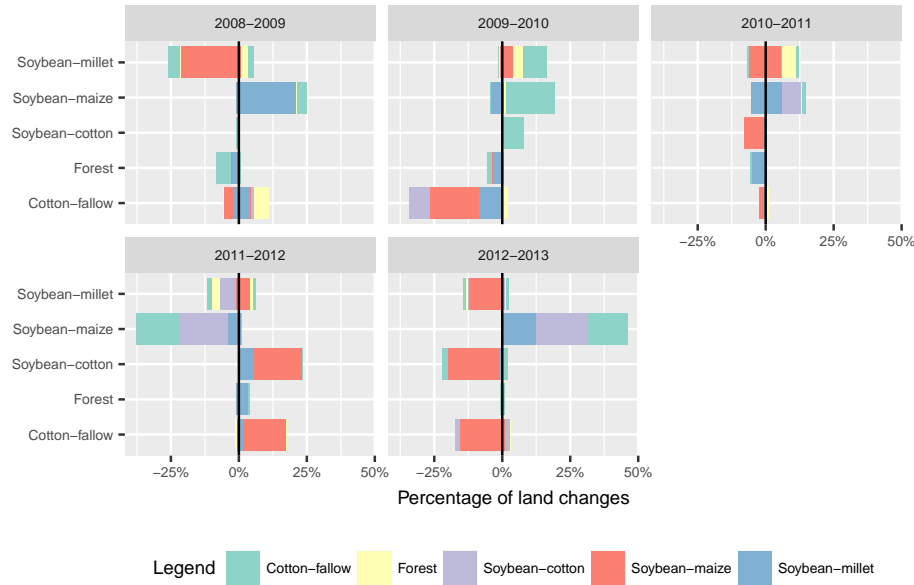 2008−2009 2009−2010 2010−2011
Soybean−millet
Soybean−maize
Soybean−cotton
Forest
Cotton−fallow
−25% 0% 25% 50%
2011−2012 2012−2013
Soybean−millet
Soybean−maize
Soybean−cotton
Forest
Cotton−fallow
−25% 0% 25% 50% −25% 0% 25% 50%
Percentage of land changes
Legend Cotton−fallow Forest Soybean−cotton Soybean−maize Soybean−millet